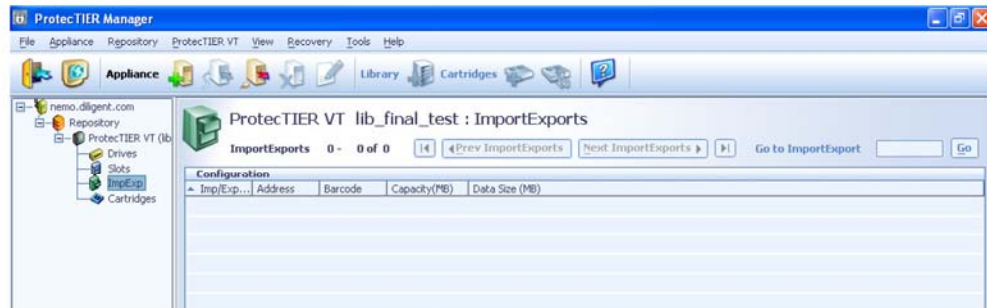 ProtecTIER Manager
File Appliance Repository ProtecTIER VT View Recovery Tools Help
Appliance Library Cartridges
nemo.diligent.com
Repository
ProtecTIER VT (lib
Drives
Slots
ImpExp
Cartridges
ProtecTIER VT lib_final_test : ImportExports
ImportExports 0 - 0 of 0 Prev ImportExports Next ImportExports Go to ImportExport Go
Configuration
Imp/Exp... Address Barcode Capacity(MB) Data Size (MB)